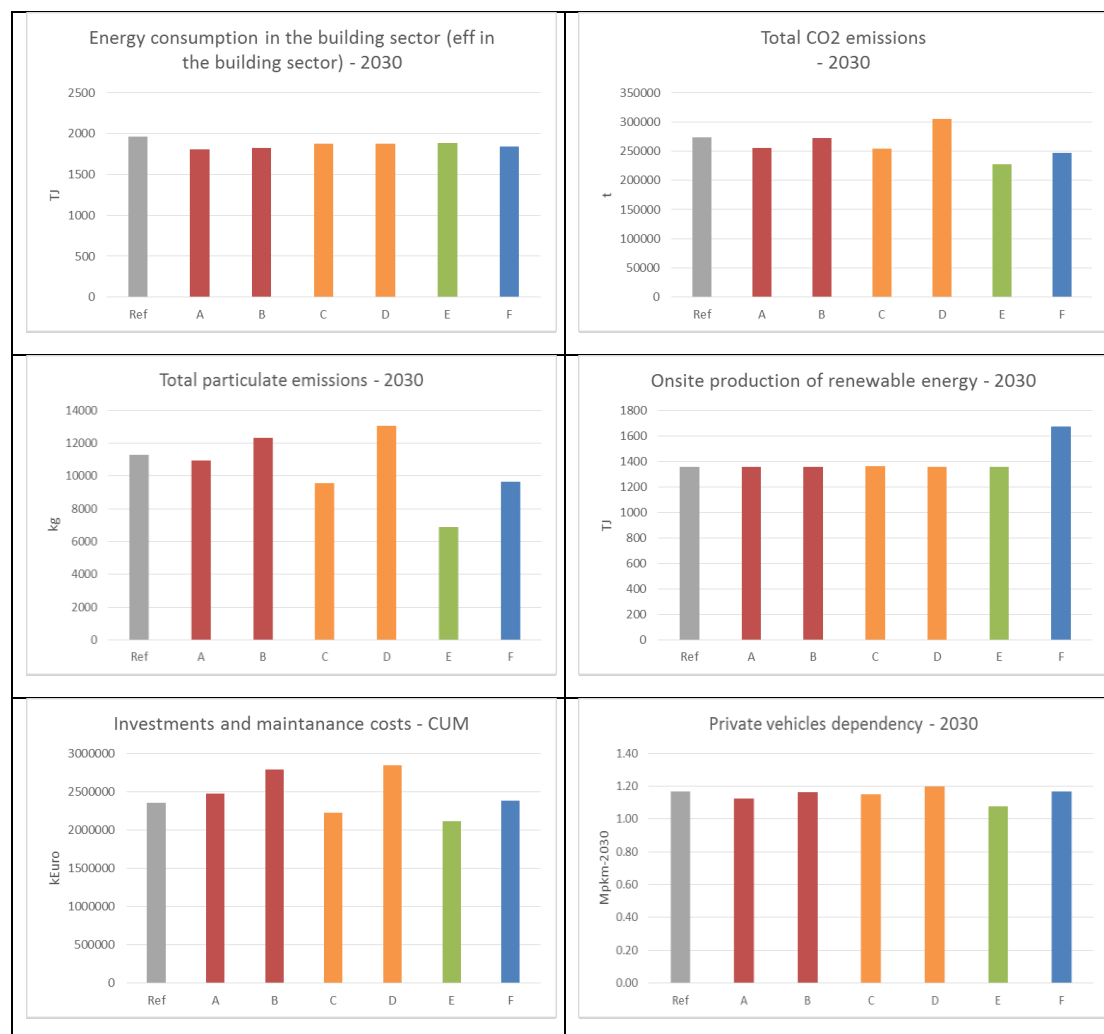 Energy consumption in the building sector (eff in
the building sector) - 2030
2500
2000
1500
1000
500
0
TJ
Ref A B C D E F
Total CO2 emissions
- 2030
350000
300000
250000
200000
150000
100000
50000
0
t
Ref A B C D E F
Total particulate emissions - 2030
14000
12000
10000
8000
6000
4000
2000
0
kg
Ref A B C D E F
Onsite production of renewable energy - 2030
1800
1600
1400
1200
1000
800
600
400
200
0
TJ
Ref A B C D E F
Investments and maintanance costs - CUM
3000000
2500000
2000000
1500000
1000000
500000
0
kEuro
Ref A B C D E F
Private vehicles dependency - 2030
1.40
1.20
1.00
0.80
0.60
0.40
0.20
0.00
Mpkm-2030
Ref A B C D E F